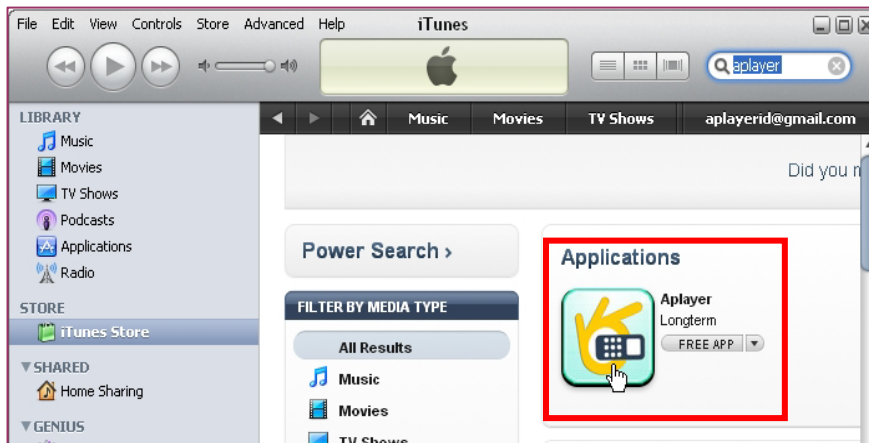 File Edit View Controls Store Advanced Help
iTunes
aplayer
LIBRARY
Music
Movies
TV Shows
Podcasts
Applications
Radio
STORE
iTunes Store
SHARED
Home Sharing
GENIUS
Music Movies TV Shows aplayerid@gmail.com
Did you
Power Search ›
FILTER BY MEDIA TYPE
All Results
Music
Movies
TV Shows
Applications
Aplayer
Longterm
FREE APP